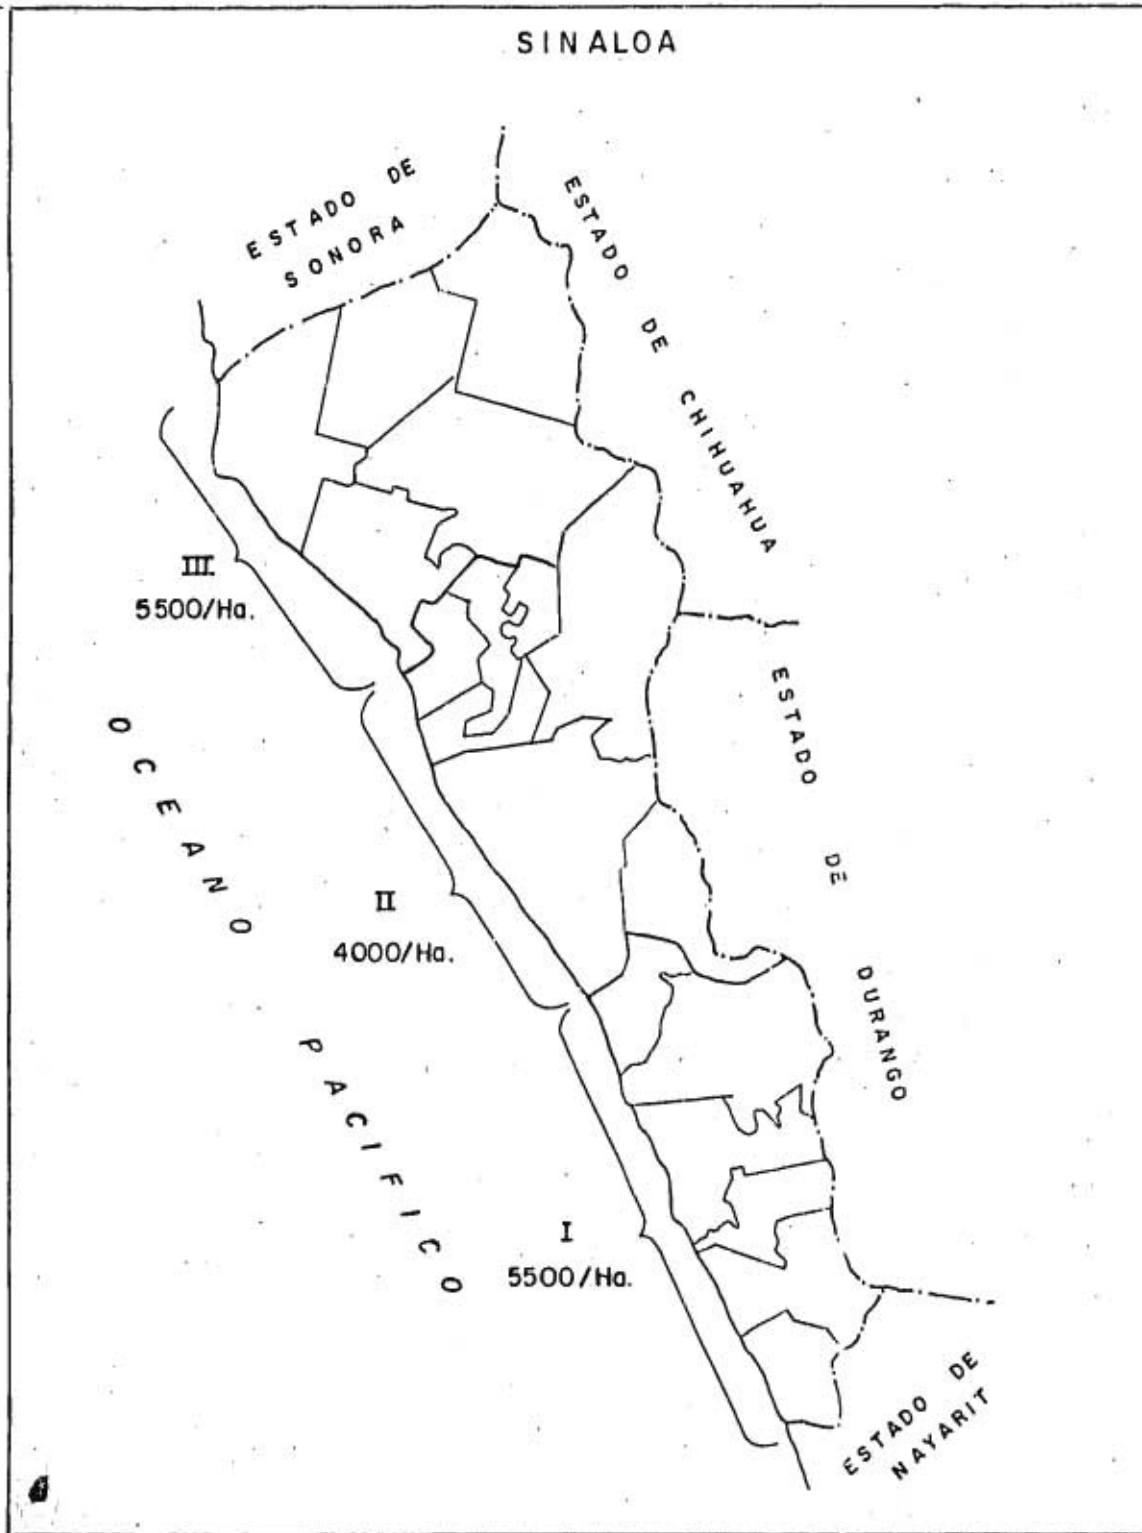 SINALOA
ESTADO DE
SONORA
ESTADO DE CHIHUAHUA
III
5500/Ha.
ESTADO DE DURANGO
OCEANO PACIFICO
II
4000/Ha.
I
5500/Ha.
ESTADO DE
NAYARIT